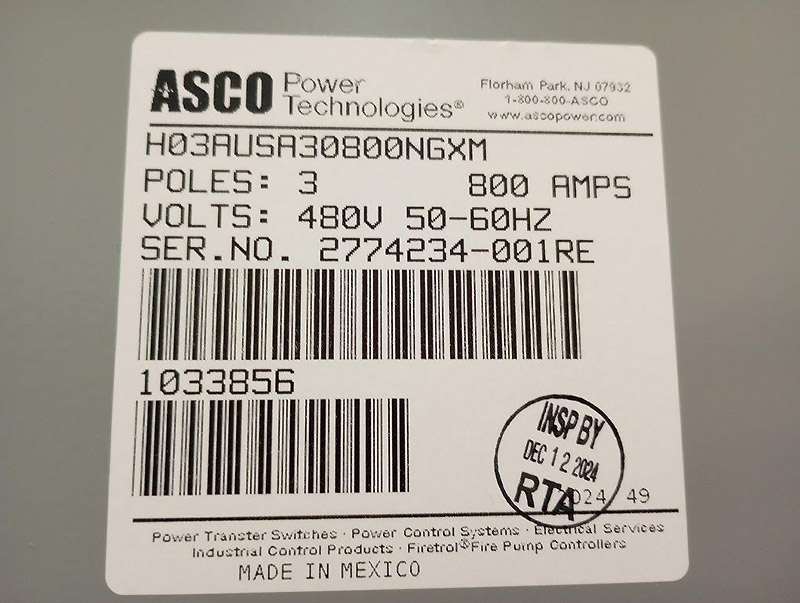 ASCO Power Technologies®
Florham Park, NJ 07932
1-800-800-ASCO
www.ascopower.com
H03AUSA30800NGXM
POLES: 3 800 AMPS
VOLTS: 480V 50-60HZ
SER.NO. 2774234-001RE
1033856
INSP BY
DEC 12 2024
RTA
024 49
Power Transfer Switches · Power Control Systems · Electrical Services
Industrial Control Products · Firetrol® Fire Pump Controllers
MADE IN MEXICO